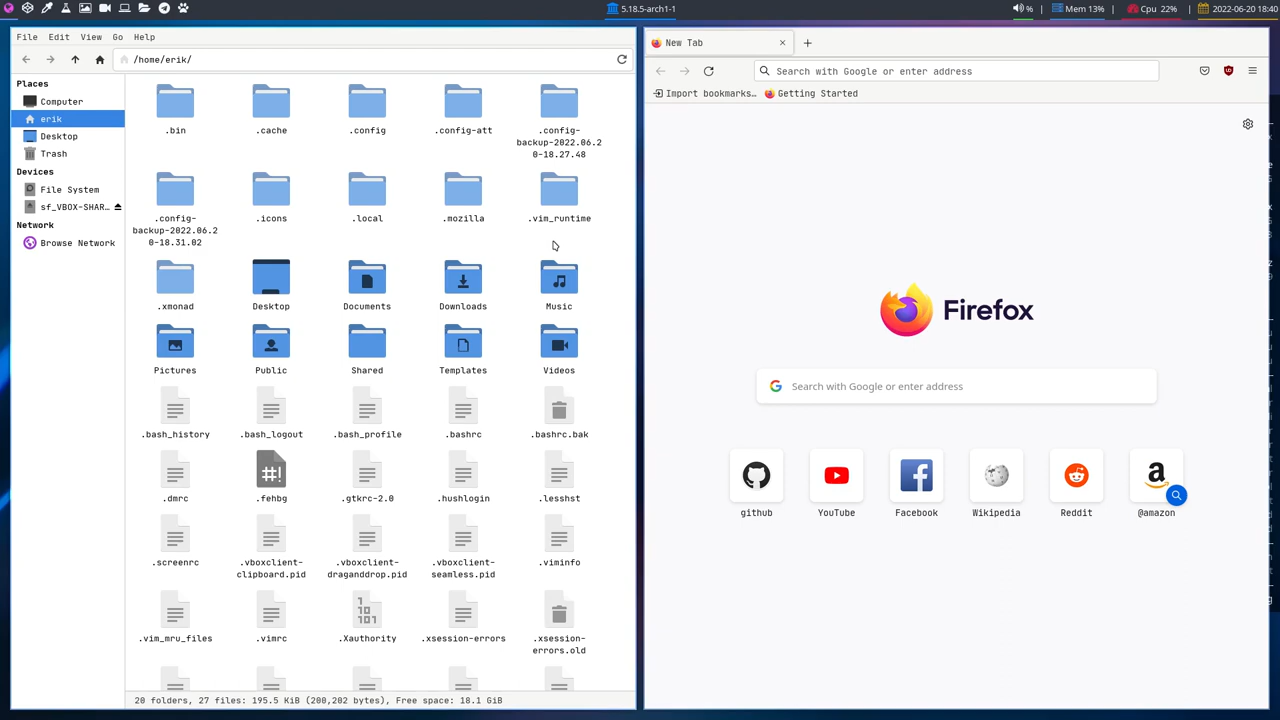 5.18.5-arch1-1
%
Mem 13%
Cpu 22%
2022-06-20 18:40
File Edit View Go Help
/home/erik/
Places
Computer
erik
Desktop
Trash
Devices
File System
sf_VBOX-SHAR…
Network
Browse Network
.bin
.cache
.config
.config-att
.config-
backup-2022.06.2
0-18.27.48
.config-
backup-2022.06.2
0-18.31.02
.icons
.local
.mozilla
.vim_runtime
.xmonad
Desktop
Documents
Downloads
Music
Pictures
Public
Shared
Templates
Videos
.bash_history
.bash_logout
.bash_profile
.bashrc
.bashrc.bak
.dmrc
#!
.fehbg
.gtkrc-2.0
.hushlogin
.lesshst
.screenrc
.vboxclient-
clipboard.pid
.vboxclient-
draganddrop.pid
.vboxclient-
seamless.pid
.viminfo
.vim_mru_files
.vimrc
.Xauthority
.xsession-errors
.xsession-
errors.old
20 folders, 27 files: 195.5 KiB (200,202 bytes), Free space: 18.1 GiB
New Tab
Search with Google or enter address
Import bookmarks…
Getting Started
Firefox
Search with Google or enter address
github
YouTube
Facebook
Wikipedia
Reddit
@amazon